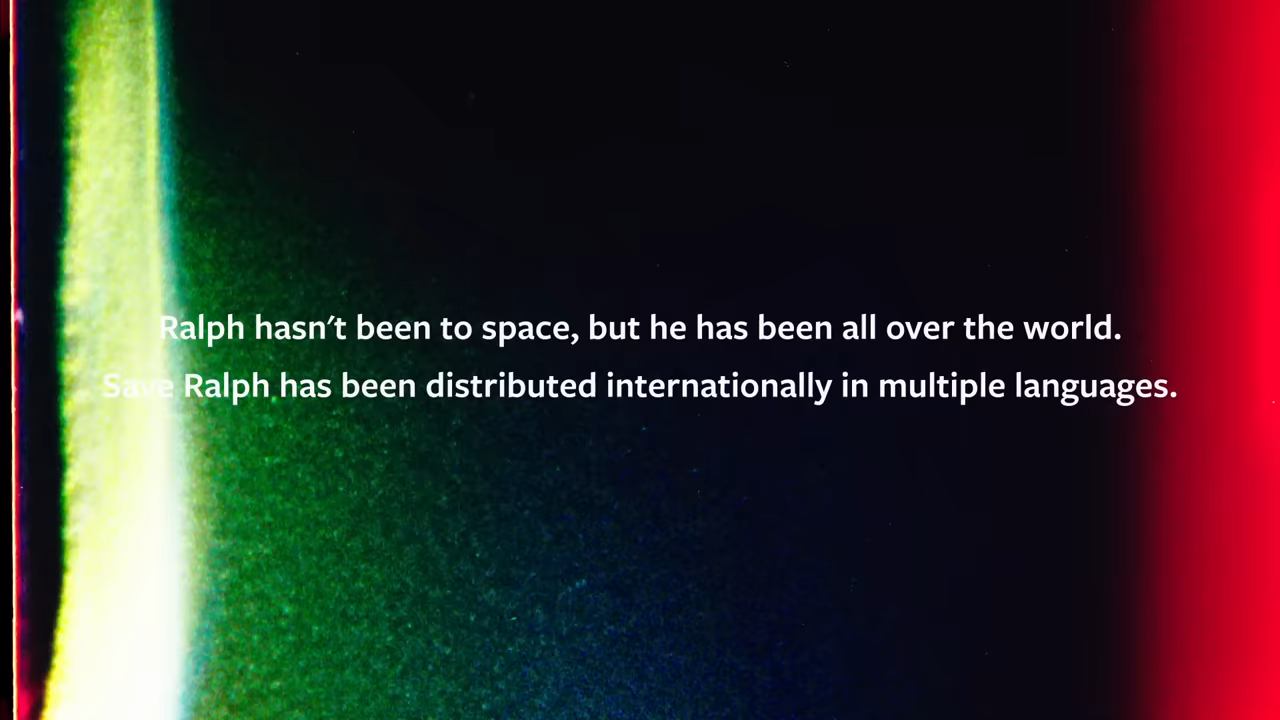 Ralph hasn't been to space, but he has been all over the world.
Save Ralph has been distributed internationally in multiple languages.